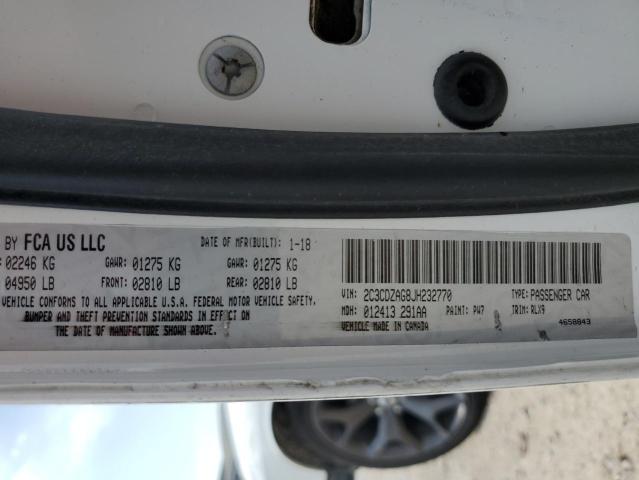 BY FCA US LLC DATE OF MFR(BUILT): 1-18
02246 KG GAWR: 01275 KG GAWR: 01275 KG
04950 LB FRONT: 02810 LB REAR: 02810 LB
VEHICLE CONFORMS TO ALL APPLICABLE U.S.A. FEDERAL MOTOR VEHICLE SAFETY,
BUMPER AND THEFT PREVENTION STANDARDS IN EFFECT ON
THE DATE OF MANUFACTURE SHOWN ABOVE.
VIN: 2C3CDZAG8JH232770 TYPE: PASSENGER CAR
MDH: 012413 291AA PAINT: PW7 TRIM: RLX9
VEHICLE MADE IN CANADA 4658843